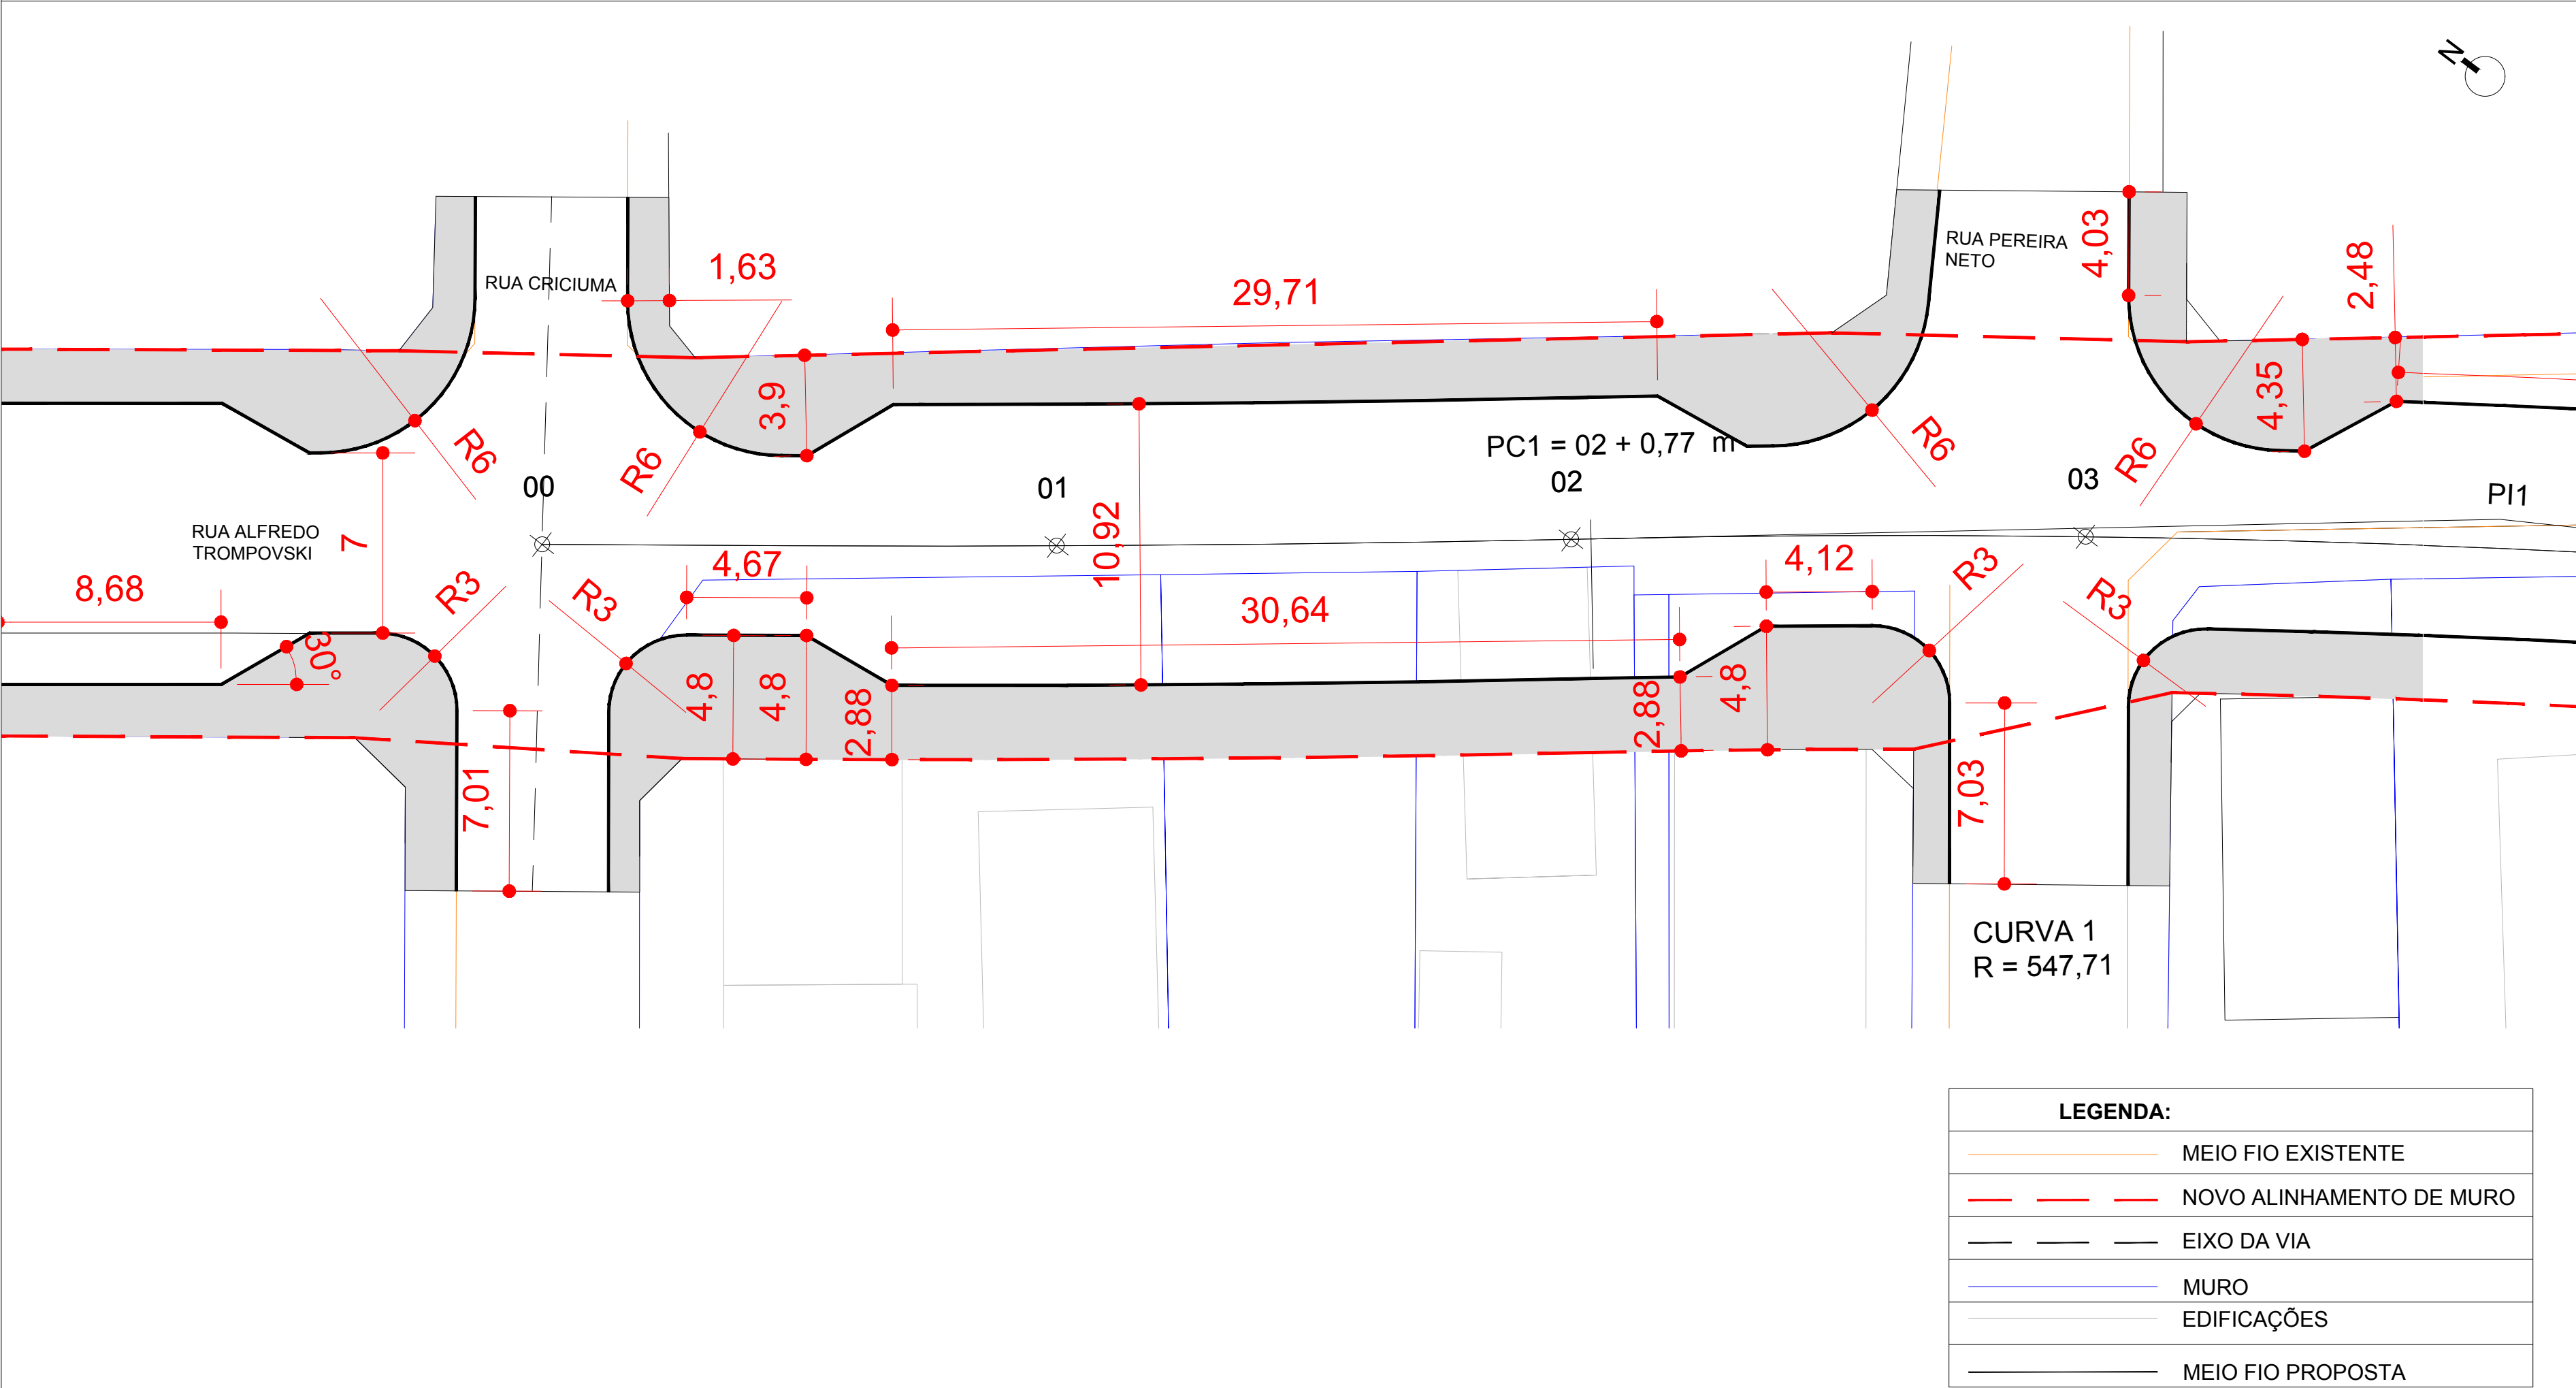 N
RUA CRICIUMA
1,63
29,71
RUA PEREIRA
NETO
4,03
2,48
3,9
4,35
R6
R6
R6
R6
PC1 = 02 + 0,77 m
00
01
02
03
PI1
RUA ALFREDO
TROMPOVSKI
7
10,92
8,68
R3
R3
4,67
30,64
4,12
R3
R3
30°
4,8
4,8
2,88
2,88
4,8
7,01
7,03
CURVA 1
R = 547,71
LEGENDA:
MEIO FIO EXISTENTE
NOVO ALINHAMENTO DE MURO
EIXO DA VIA
MURO
EDIFICAÇÕES
MEIO FIO PROPOSTA